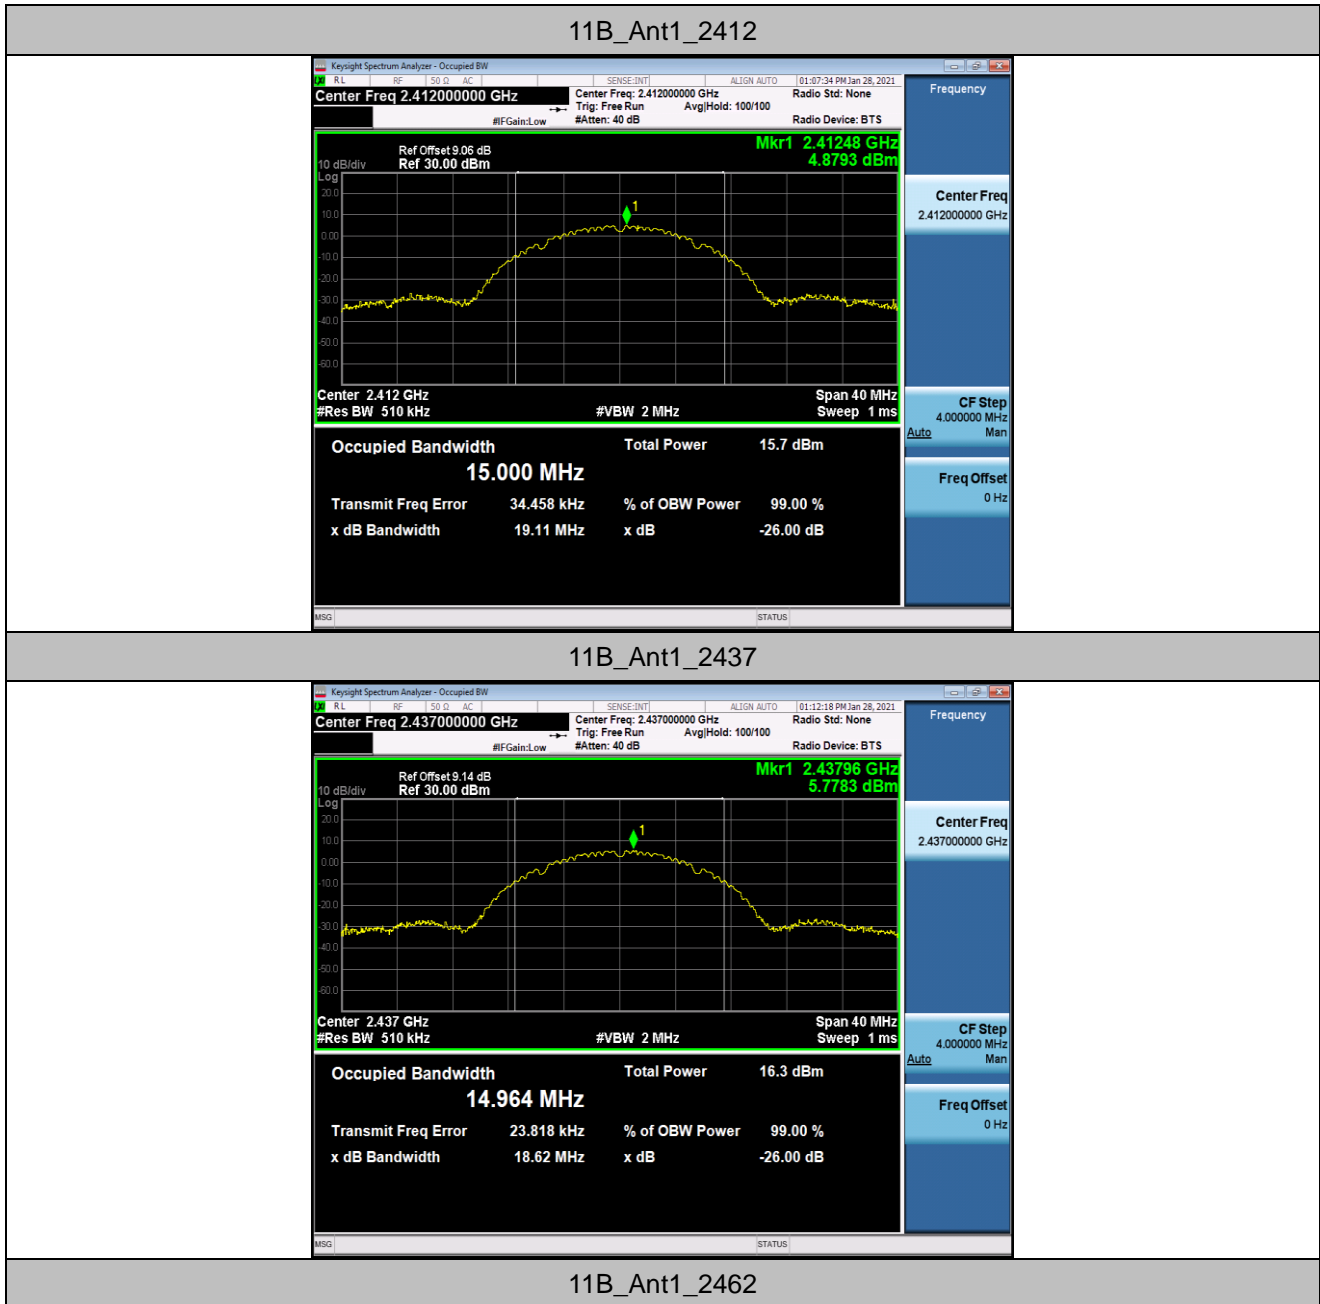 11B_Ant1_2412
Keysight Spectrum Analyzer - Occupied BW
RL RF 50 Ω AC SENSE:INT ALIGN AUTO 01:07:34 PM Jan 28, 2021
Center Freq 2.412000000 GHz
Center Freq: 2.412000000 GHz
Radio Std: None
Trig: Free Run
Avg|Hold: 100/100
#IFGain:Low
#Atten: 40 dB
Radio Device: BTS
Frequency
Ref Offset 9.06 dB
Mkr1 2.41248 GHz
10 dB/div
Ref 30.00 dBm
4.8793 dBm
Log
20.0
10.0
0.00
-10.0
-20.0
-30.0
-40.0
-50.0
-60.0
1
Center Freq
2.412000000 GHz
Center 2.412 GHz
Span 40 MHz
#Res BW 510 kHz
#VBW 2 MHz
Sweep 1 ms
CF Step
4.000000 MHz
Auto Man
Occupied Bandwidth
Total Power 15.7 dBm
15.000 MHz
Transmit Freq Error 34.458 kHz % of OBW Power 99.00 %
x dB Bandwidth 19.11 MHz x dB -26.00 dB
Freq Offset
0 Hz
MSG STATUS
11B_Ant1_2437
Keysight Spectrum Analyzer - Occupied BW
RL RF 50 Ω AC SENSE:INT ALIGN AUTO 01:12:18 PM Jan 28, 2021
Center Freq 2.437000000 GHz
Center Freq: 2.437000000 GHz
Radio Std: None
Trig: Free Run
Avg|Hold: 100/100
#IFGain:Low
#Atten: 40 dB
Radio Device: BTS
Frequency
Ref Offset 9.14 dB
Mkr1 2.43796 GHz
10 dB/div
Ref 30.00 dBm
5.7783 dBm
Log
20.0
10.0
0.00
-10.0
-20.0
-30.0
-40.0
-50.0
-60.0
1
Center Freq
2.437000000 GHz
Center 2.437 GHz
Span 40 MHz
#Res BW 510 kHz
#VBW 2 MHz
Sweep 1 ms
CF Step
4.000000 MHz
Auto Man
Occupied Bandwidth
Total Power 16.3 dBm
14.964 MHz
Transmit Freq Error 23.818 kHz % of OBW Power 99.00 %
x dB Bandwidth 18.62 MHz x dB -26.00 dB
Freq Offset
0 Hz
MSG STATUS
11B_Ant1_2462